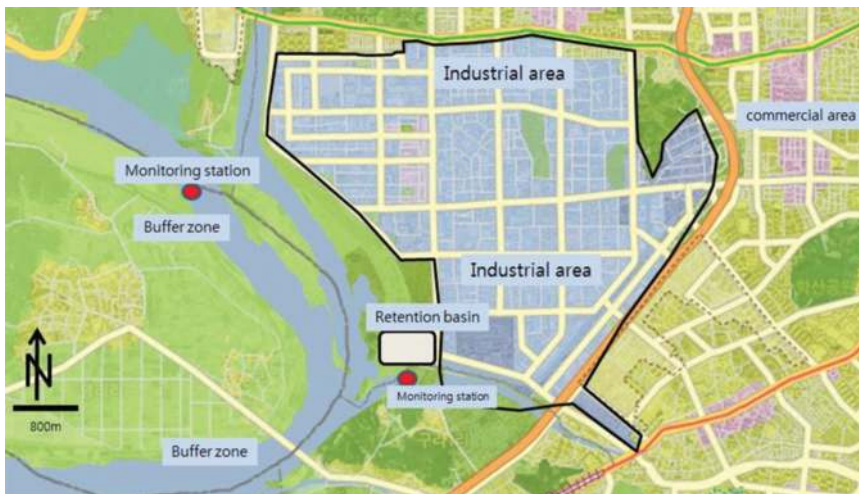 Industrial area
commercial area
Monitoring station
Buffer zone
Industrial area
Retention basin
N
Monitoring station
800m
Buffer zone